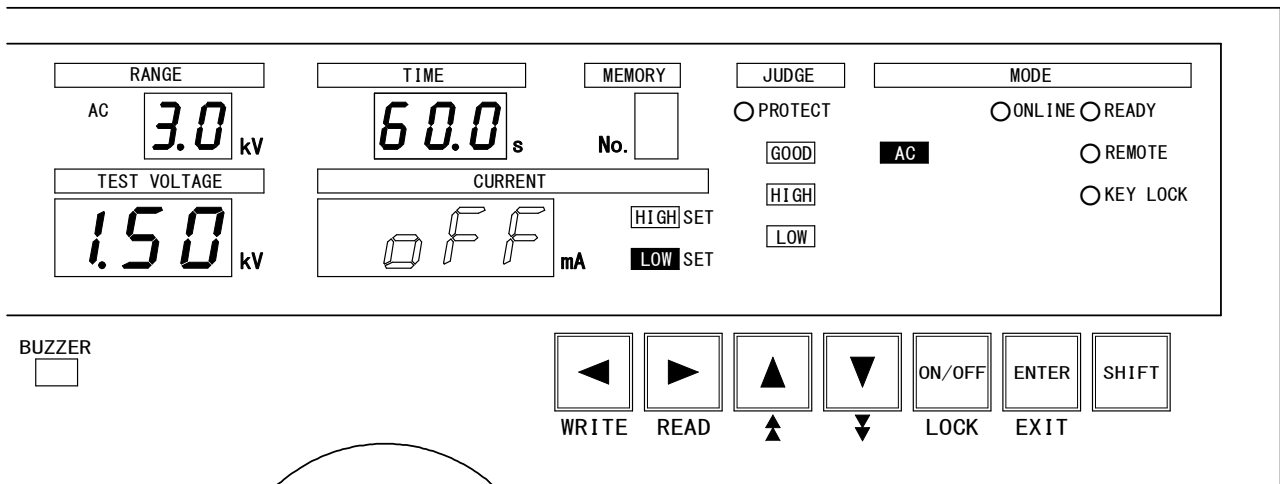 RANGE TIME MEMORY JUDGE MODE
AC 3.0 kV 60.0 s No. PROTECT ONLINE READY
GOOD AC REMOTE
TEST VOLTAGE CURRENT HIGH KEY LOCK
1.50 kV oFF mA HIGH SET
LOW SET LOW
BUZZER
ON/OFF ENTER SHIFT
WRITE READ LOCK EXIT